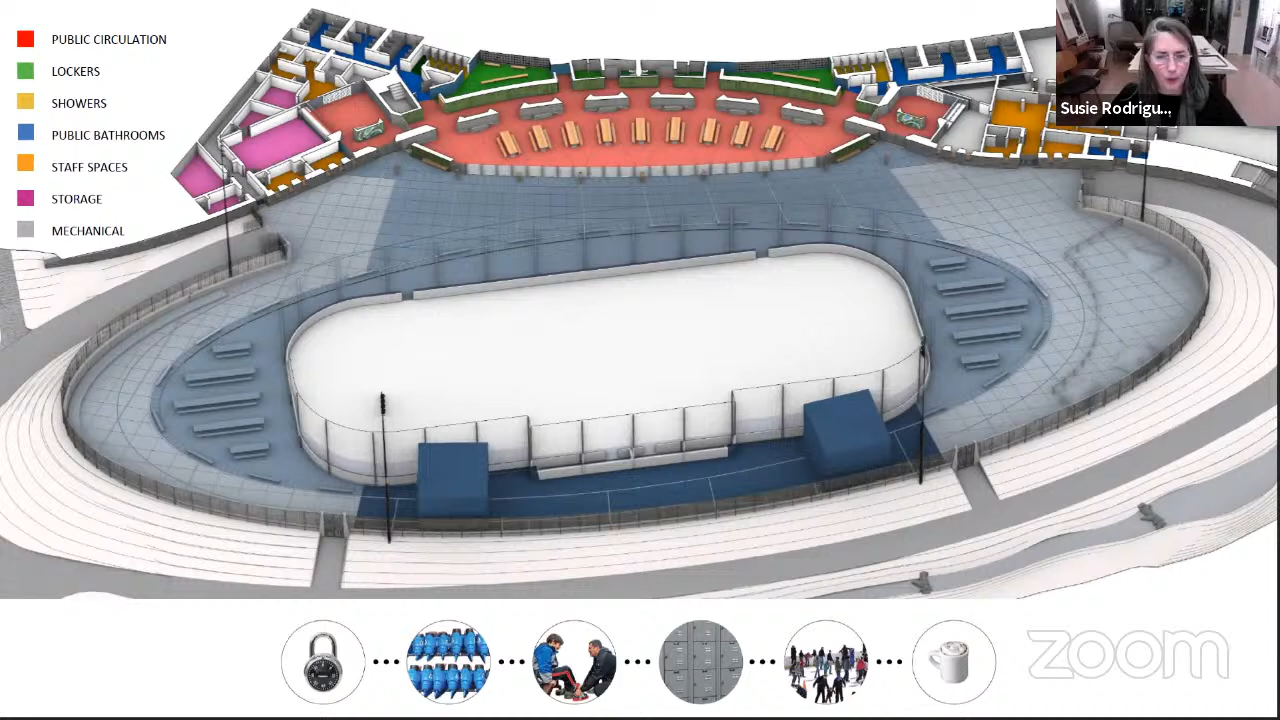 PUBLIC CIRCULATION
LOCKERS
SHOWERS
PUBLIC BATHROOMS
STAFF SPACES
STORAGE
MECHANICAL
Susie Rodrigu...
zoom